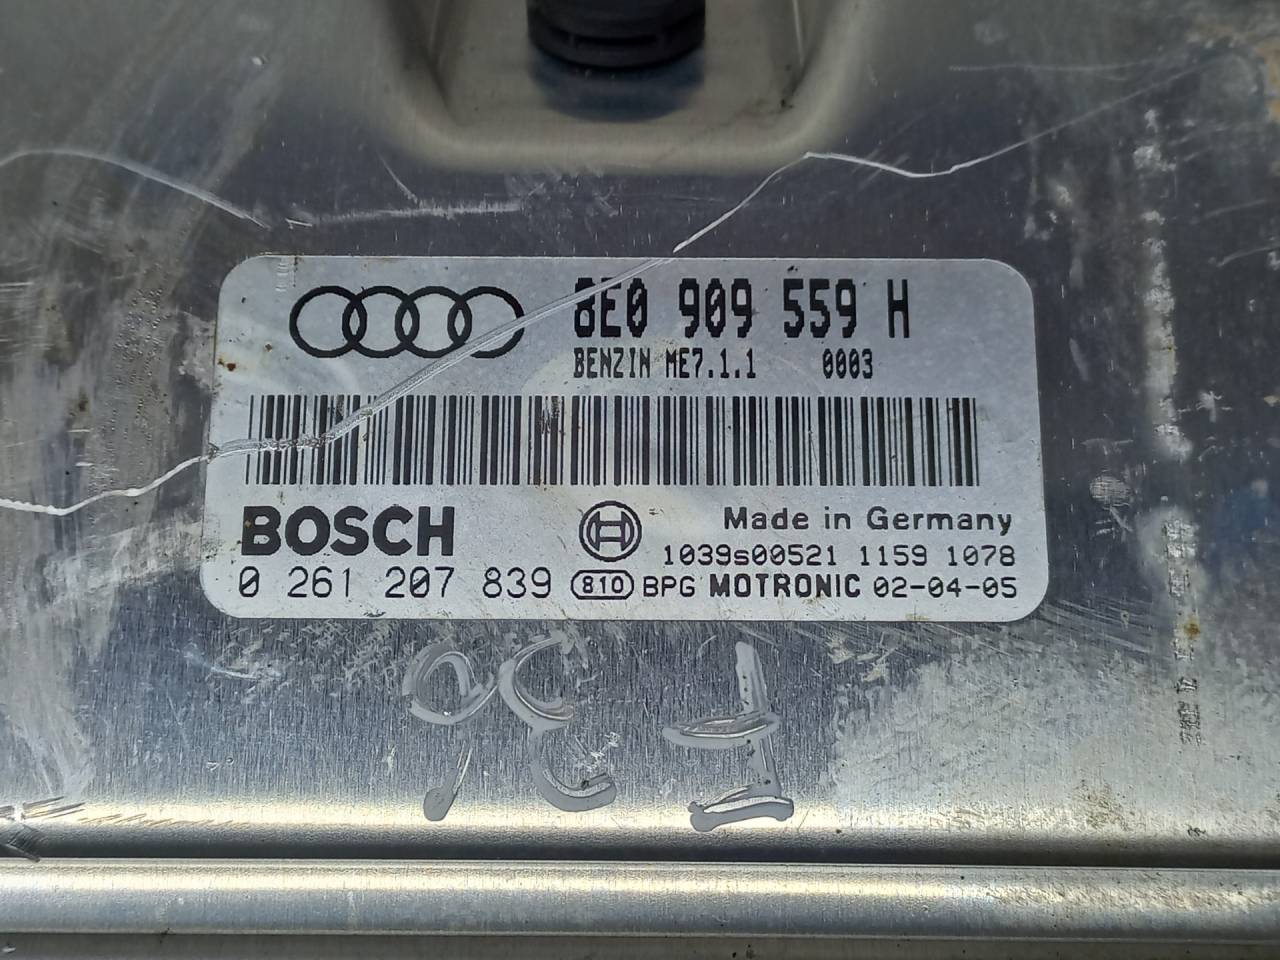 8E0 909 559 H
BENZIN ME7.1.1 0003
BOSCH
Made in Germany
1039s00521 1159 1078
0 261 207 839 810 BPG MOTRONIC 02-04-05